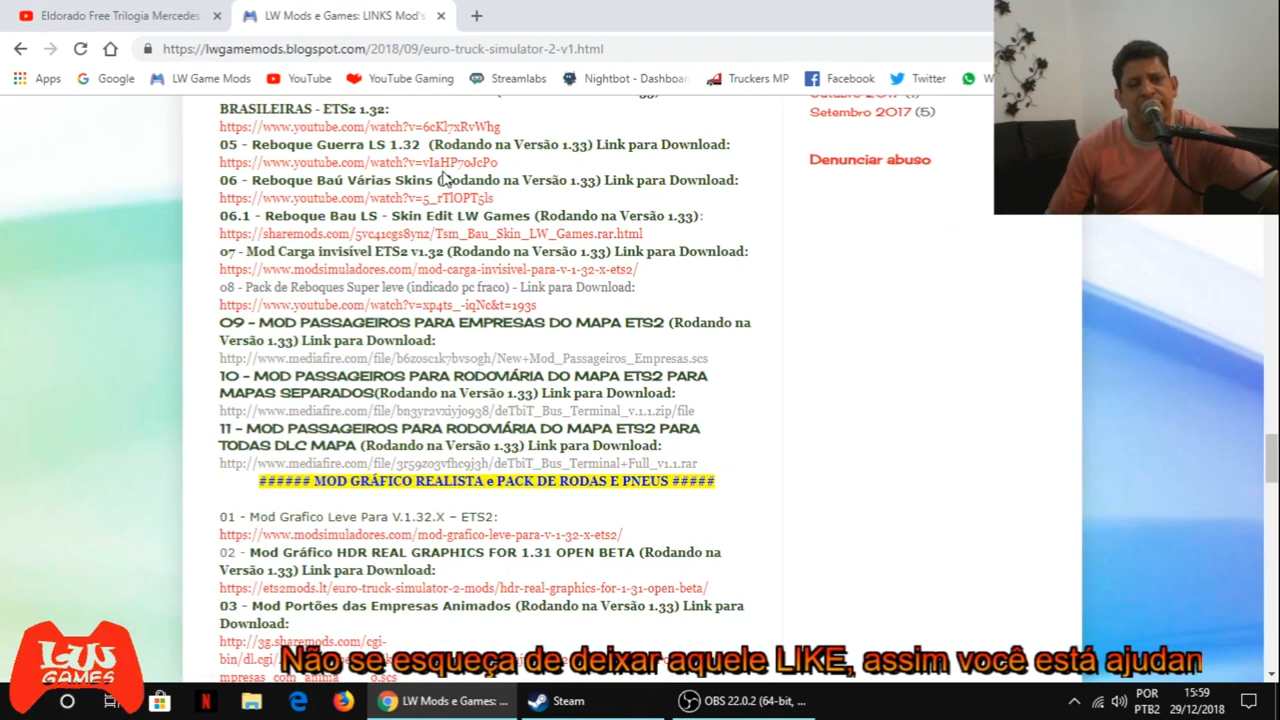 Eldorado Free Trilogia Mercedes
LW Mods e Games: LINKS Mod's
https://lwgamemods.blogspot.com/2018/09/euro-truck-simulator-2-v1.html
Apps Google LW Game Mods YouTube YouTube Gaming Streamlabs Nightbot - Dashboar Truckers MP Facebook Twitter W
BRASILEIRAS - ETS2 1.32:
https://www.youtube.com/watch?v=6cKl7xRvWhg
05 - Reboque Guerra LS 1.32 (Rodando na Versão 1.33) Link para Download:
https://www.youtube.com/watch?v=vIaHP7oJcP0
06 - Reboque Baú Várias Skins (Rodando na Versão 1.33) Link para Download:
https://www.youtube.com/watch?v=5_rTlOPT5ls
06.1 - Reboque Bau LS - Skin Edit LW Games (Rodando na Versão 1.33):
https://sharemods.com/5vc41cgs8ynz/Tsm_Bau_Skin_LW_Games.rar.html
07 - Mod Carga invisível ETS2 v1.32 (Rodando na Versão 1.33) Link para Download:
https://www.modsimuladores.com/mod-carga-invisivel-para-v-1-32-x-ets2/
08 - Pack de Reboques Super leve (indicado pc fraco) - Link para Download:
https://www.youtube.com/watch?v=xp4ts_-iqNc&t=193s
09 - MOD PASSAGEIROS PARA EMPRESAS DO MAPA ETS2 (Rodando na
Versão 1.33) Link para Download:
http://www.mediafire.com/file/b6zosc1k7bvs0gh/New+Mod_Passageiros_Empresas.scs
10 - MOD PASSAGEIROS PARA RODOVIÁRIA DO MAPA ETS2 PARA
MAPAS SEPARADOS(Rodando na Versão 1.33) Link para Download:
http://www.mediafire.com/file/bn3yr2vxiyj0938/deTbiT_Bus_Terminal_v.1.1.zip/file
11 - MOD PASSAGEIROS PARA RODOVIÁRIA DO MAPA ETS2 PARA
TODAS DLC MAPA (Rodando na Versão 1.33) Link para Download:
http://www.mediafire.com/file/3r59zo3vfhc9j3h/deTbiT_Bus_Terminal+Full_v1.1.rar
###### MOD GRÁFICO REALISTA e PACK DE RODAS E PNEUS #####
01 - Mod Grafico Leve Para V.1.32.X – ETS2:
https://www.modsimuladores.com/mod-grafico-leve-para-v-1-32-x-ets2/
02 - Mod Gráfico HDR REAL GRAPHICS FOR 1.31 OPEN BETA (Rodando na
Versão 1.33) Link para Download:
https://ets2mods.lt/euro-truck-simulator-2-mods/hdr-real-graphics-for-1-31-open-beta/
03 - Mod Portões das Empresas Animados (Rodando na Versão 1.33) Link para
Download:
http://3g.sharemods.com/cgi-
bin/dl.cgi/
Setembro 2017 (5)
Denunciar abuso
Não se esqueça de deixar aquele LIKE, assim você está ajudan
LW
GAMES
LW Mods e Games: ...
Steam
OBS 22.0.2 (64-bit, ...
POR
PTB2
15:59
29/12/2018